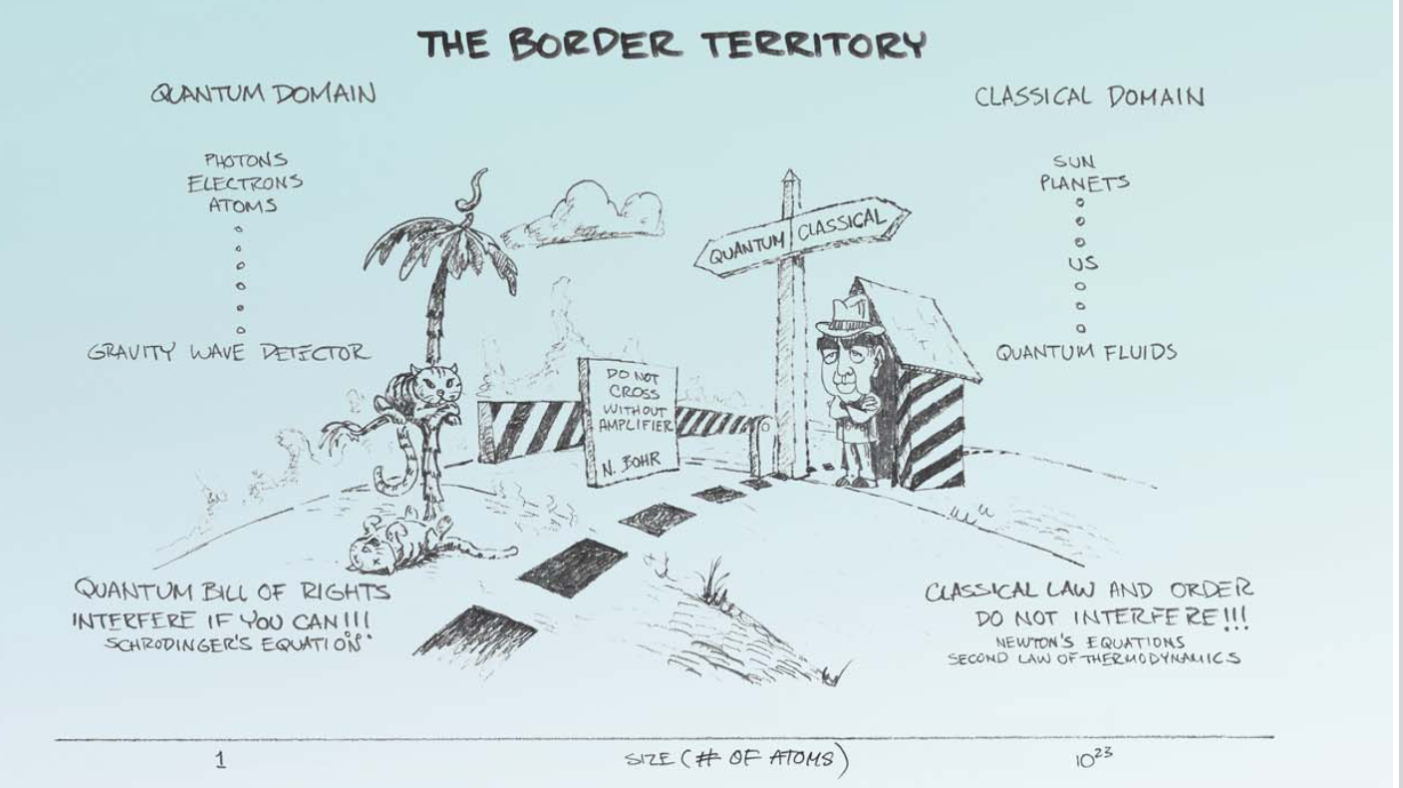 THE BORDER TERRITORY
QUANTUM DOMAIN
PHOTONS
ELECTRONS
ATOMS
GRAVITY WAVE DETECTOR
CLASSICAL DOMAIN
SUN
PLANETS
US
QUANTUM FLUIDS
QUANTUM CLASSICAL
DO NOT
CROSS
WITHOUT
AMPLIFIER
N. BOHR
QUANTUM BILL OF RIGHTS
INTERFERE IF YOU CAN!!!
SCHRODINGER'S EQUATION
CLASSICAL LAW AND ORDER
DO NOT INTERFERE!!!
NEWTON'S EQUATIONS
SECOND LAW OF THERMODYNAMICS
1
SIZE (# OF ATOMS)
10²³